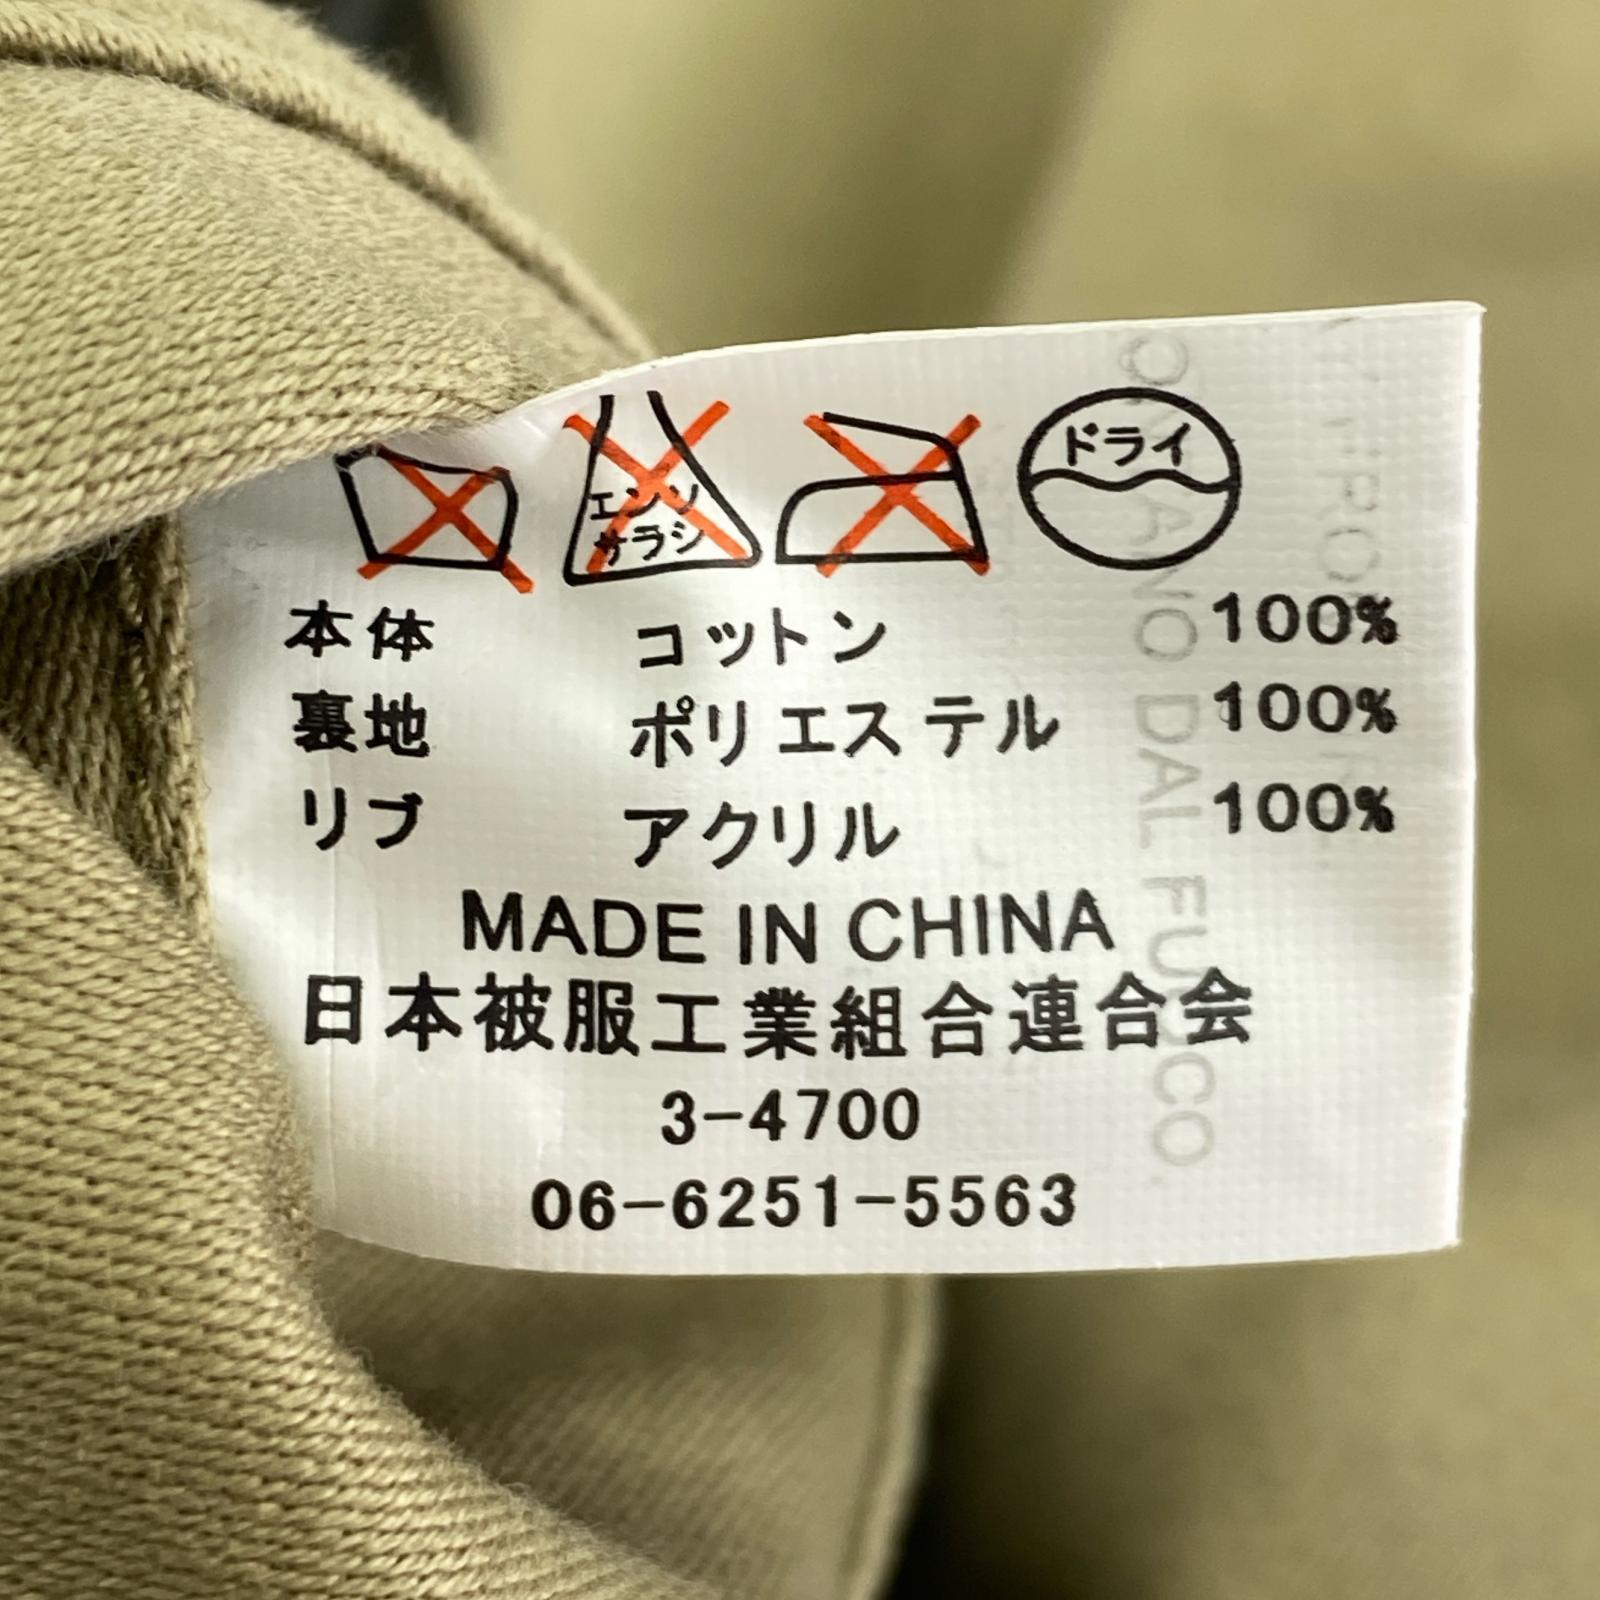 エンソ
サラシ
ドライ
本体 コットン 100%
裏地 ポリエステル 100%
リブ アクリル 100%
MADE IN CHINA
日本被服工業組合連合会
3-4700
06-6251-5563